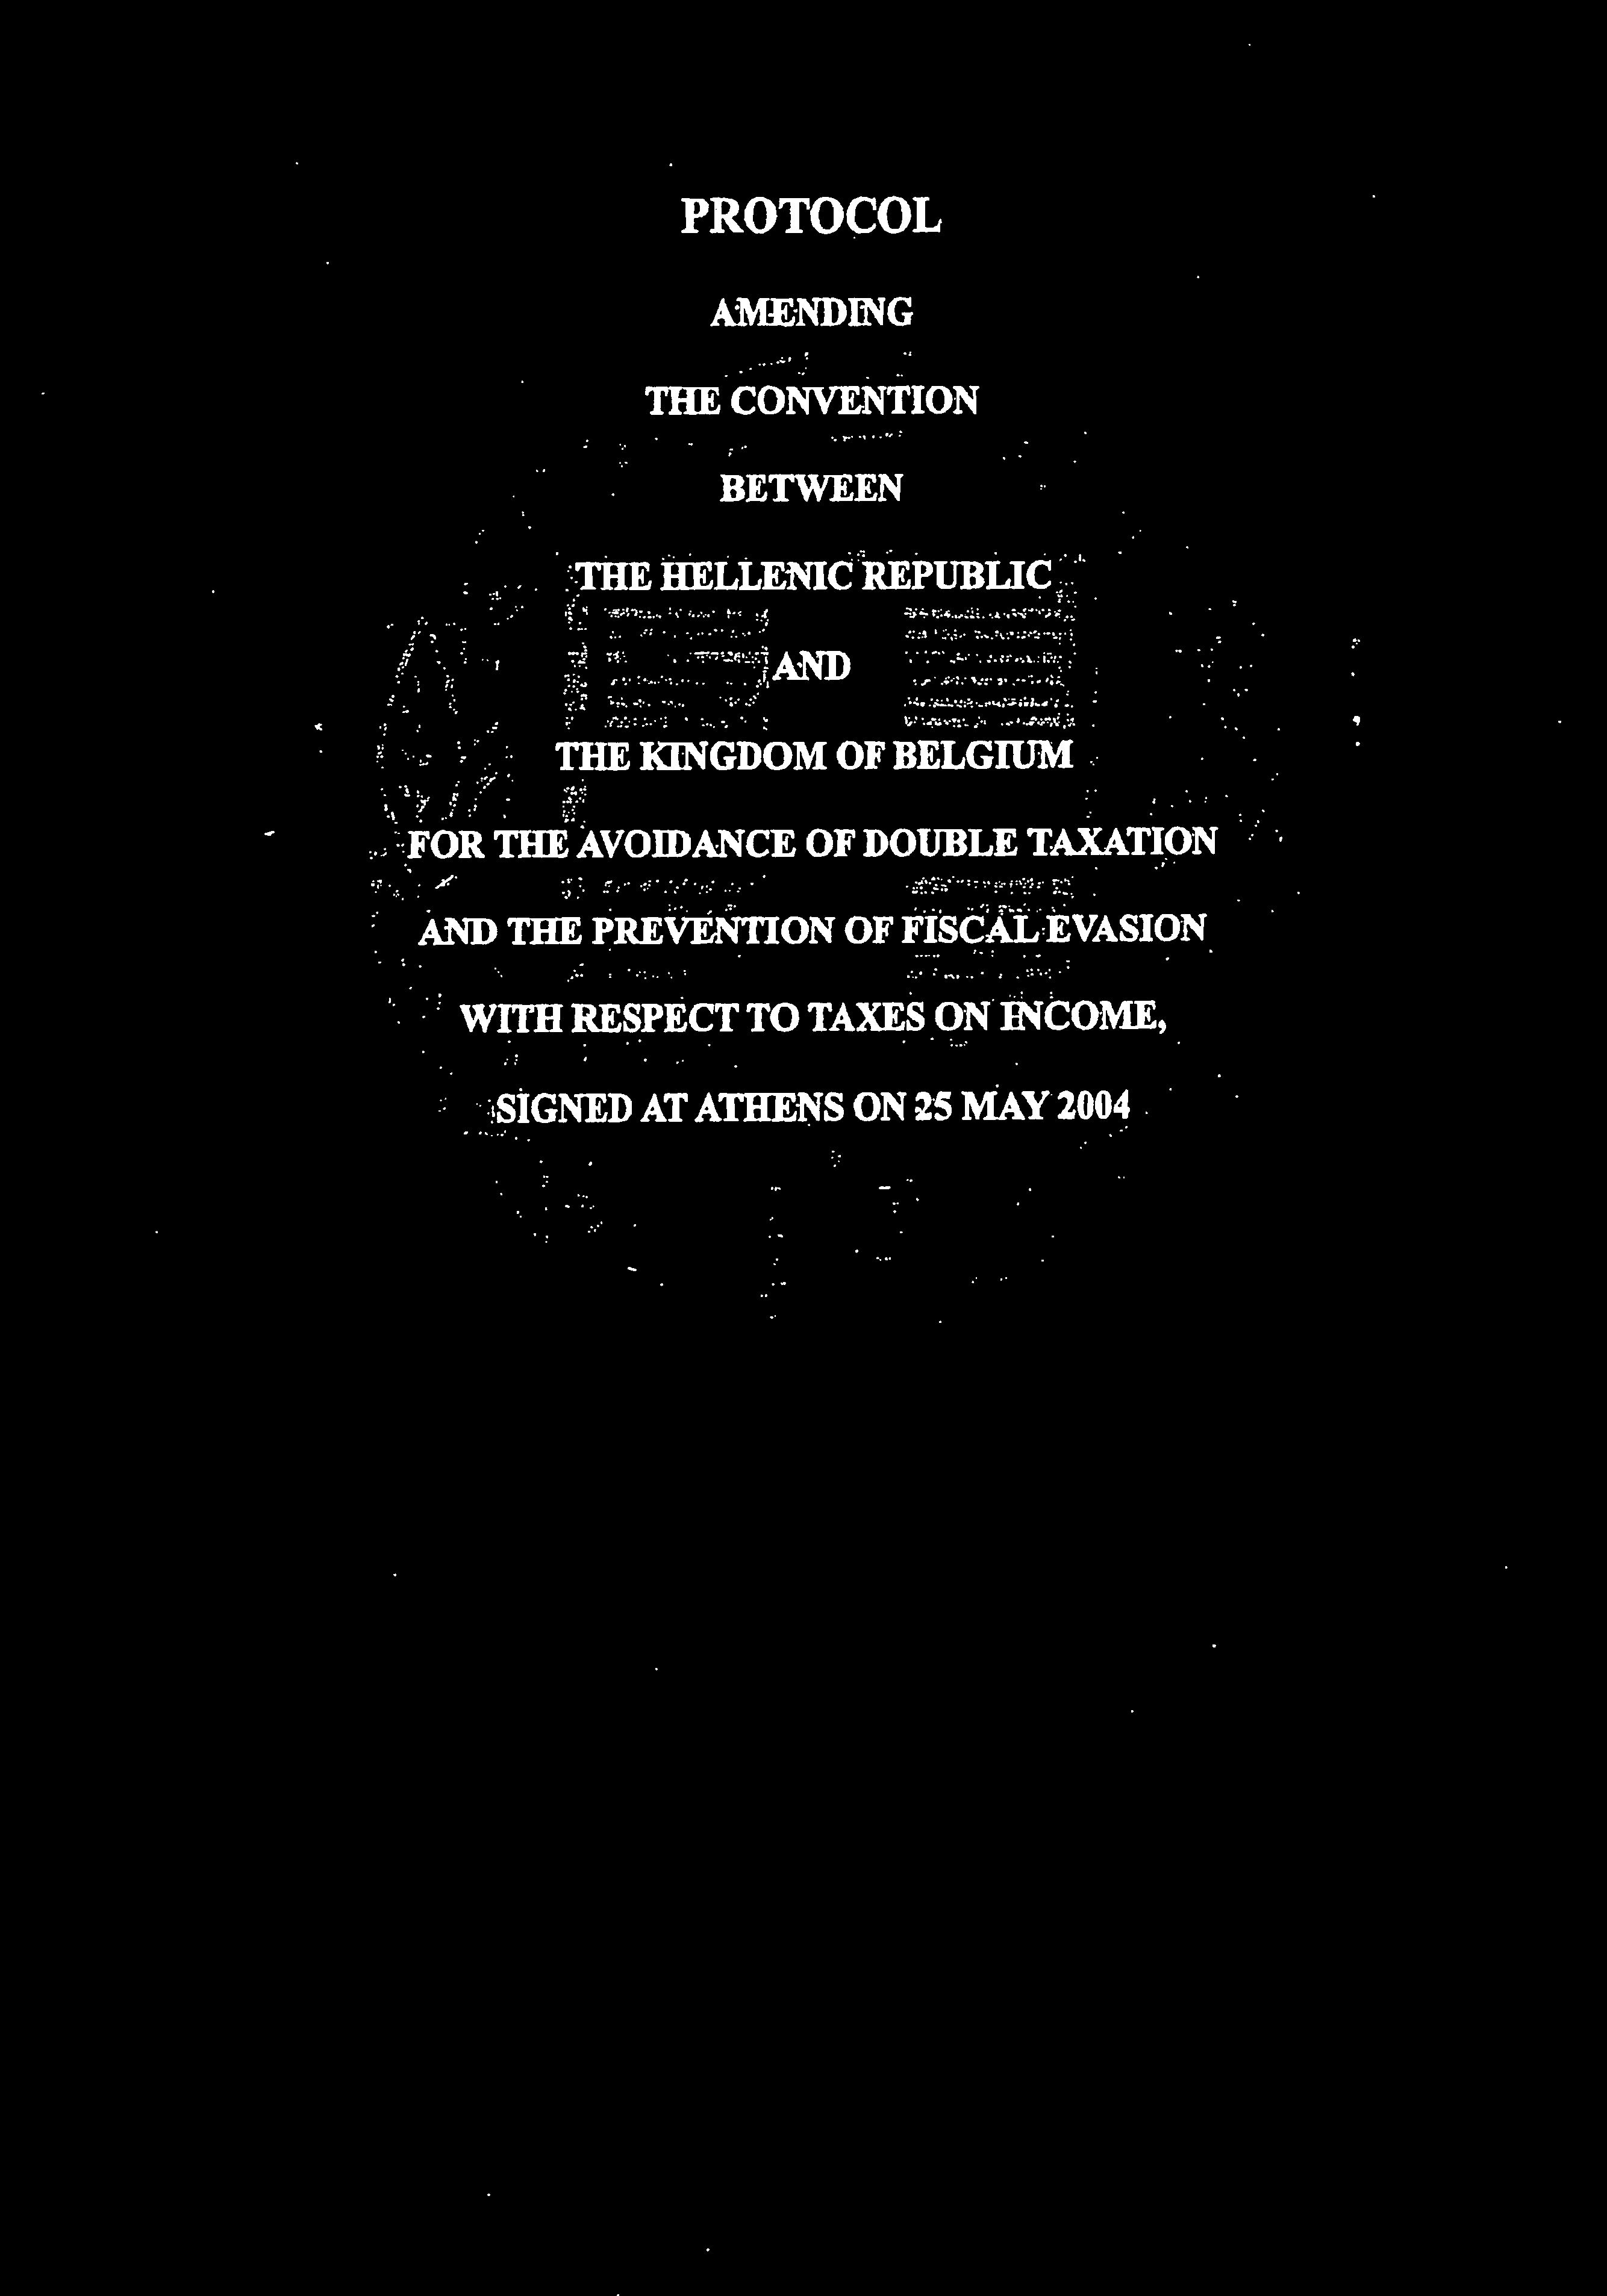 PROTOCOL
AMENDING
THE CONVENTION
BETWEEN
THE HELLENIC REPUBLIC
AND
THE KINGDOM OF BELGIUM
FOR THE AVOIDANCE OF DOUBLE TAXATION
AND THE PREVENTION OF FISCAL EVASION
WITH RESPECT TO TAXES ON INCOME,
SIGNED AT ATHENS ON 25 MAY 2004